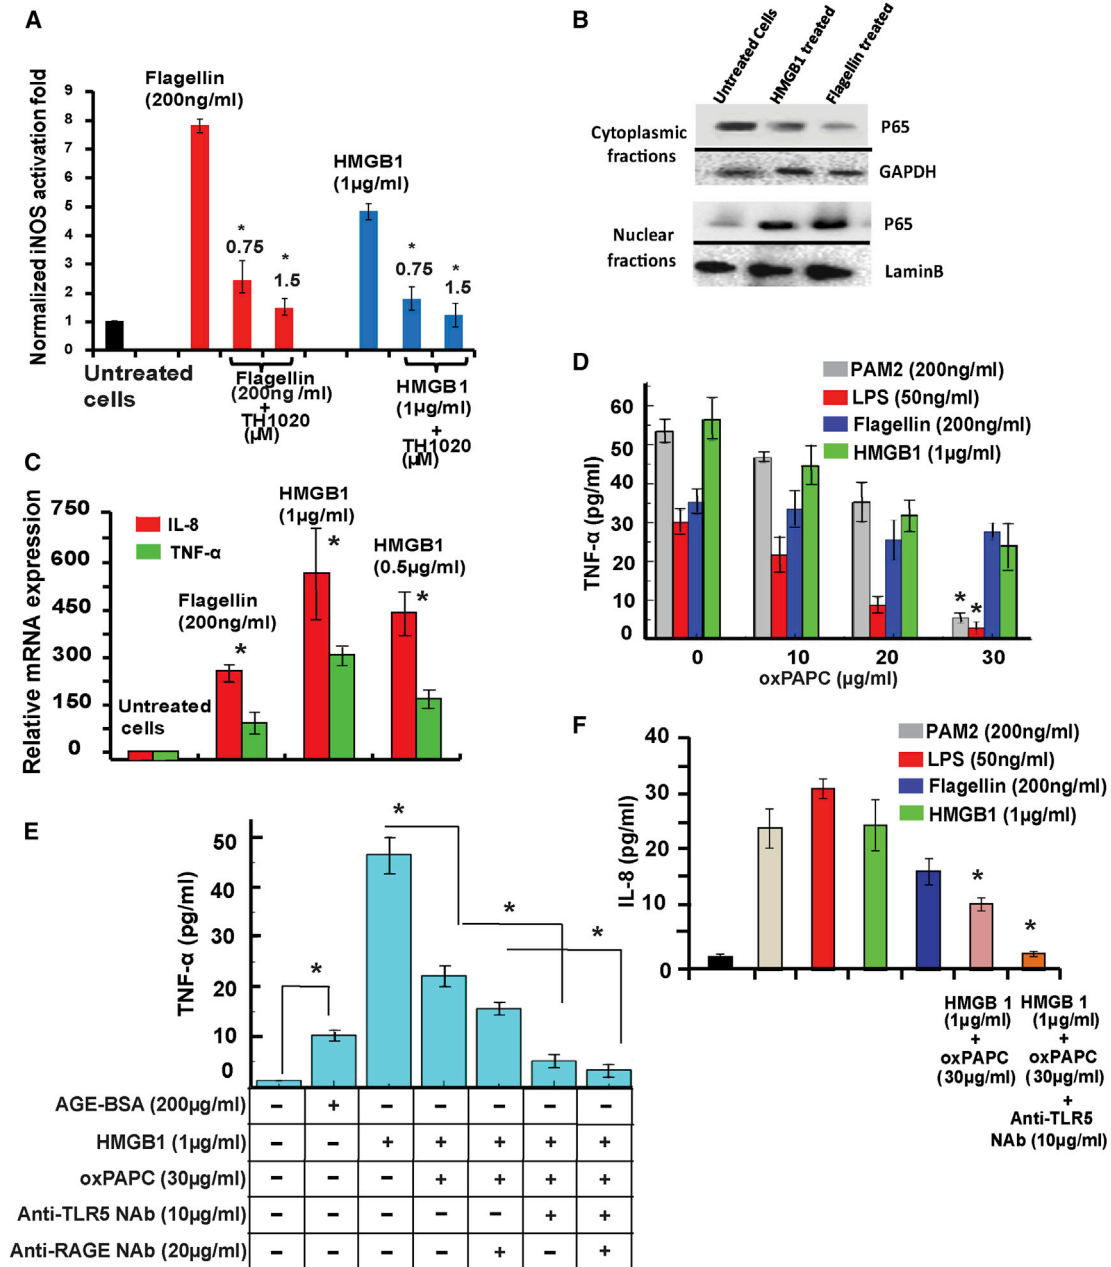 A
Normalized iNOS activation fold
9
8
7
6
5
4
3
2
1
0
Flagellin
(200ng/ml)
*
0.75
*
1.5
HMGB1
(1µg/ml)
*
0.75
*
1.5
Untreated
cells
Flagellin
(200ng /ml)
+
TH1020
(µM)
HMGB1
(1µg/ml)
+
TH1020
(µM)
B
Untreated Cells
HMGB1 treated
Flagellin treated
Cytoplasmic
fractions
P65
GAPDH
Nuclear
fractions
P65
LaminB
C
Relative mRNA expression
750
600
450
300
150
0
IL-8
TNF-α
Untreated
cells
Flagellin
(200ng/ml)
*
HMGB1
(1µg/ml)
*
HMGB1
(0.5µg/ml)
*
D
PAM2 (200ng/ml)
LPS (50ng/ml)
Flagellin (200ng/ml)
HMGB1 (1µg/ml)
TNF-α (pg/ml)
60
50
40
30
20
10
0
* *
0 10 20 30
oxPAPC (µg/ml)
E
TNF-α (pg/ml)
50
40
30
20
10
0
*
*
*
*
AGE-BSA (200µg/ml) – + – – – – –
HMGB1 (1µg/ml) – – + + + + +
oxPAPC (30µg/ml) – – – + + + +
Anti-TLR5 NAb (10µg/ml) – – – – – + +
Anti-RAGE NAb (20µg/ml) – – – – + – +
F
PAM2 (200ng/ml)
LPS (50ng/ml)
Flagellin (200ng/ml)
HMGB1 (1µg/ml)
IL-8 (pg/ml)
40
30
20
10
0
*
*
HMGB 1
(1µg/ml)
+
oxPAPC
(30µg/ml)
HMGB 1
(1µg/ml)
+
oxPAPC
(30µg/ml)
+
Anti-TLR5
NAb (10µg/ml)